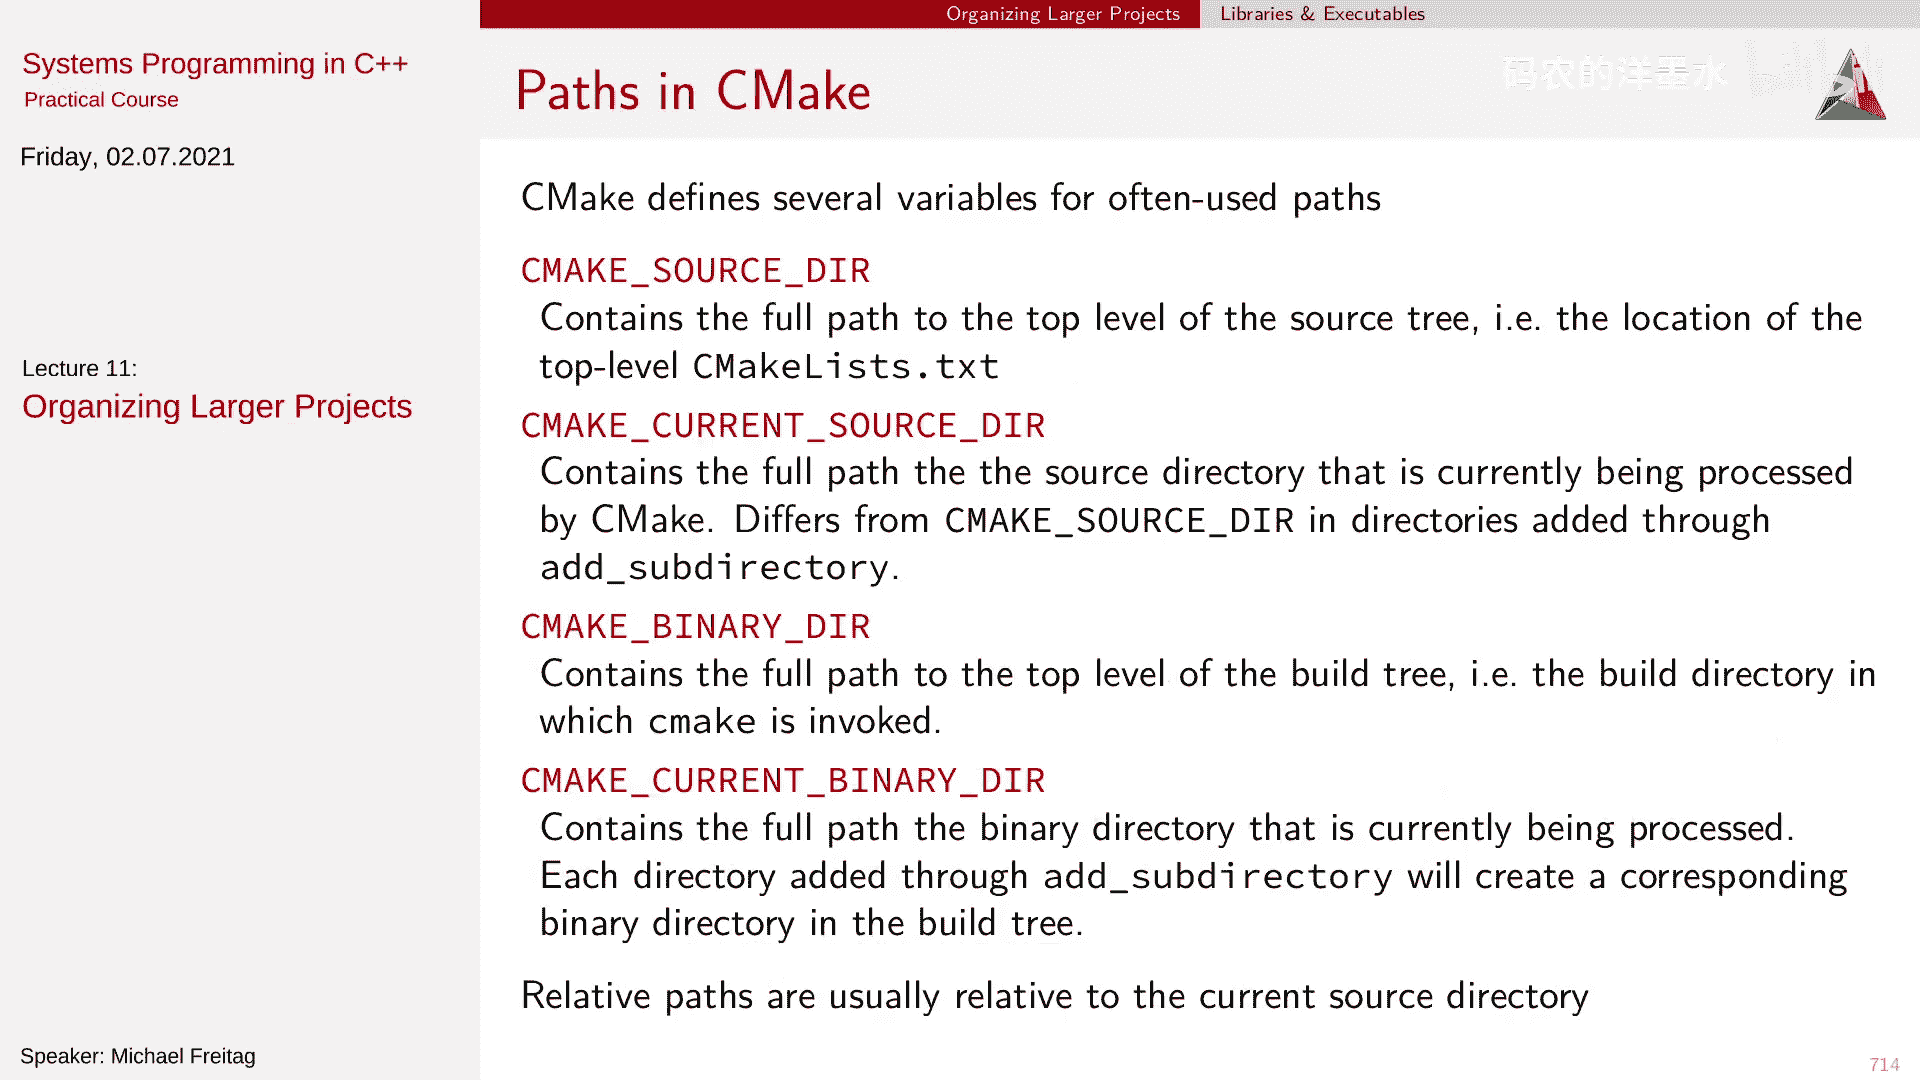 Organizing Larger Projects Libraries & Executables
Systems Programming in C++
Practical Course
Friday, 02.07.2021
Lecture 11:
Organizing Larger Projects
Speaker: Michael Freitag
Paths in CMake
码农的洋墨水
CMake defines several variables for often-used paths
CMAKE_SOURCE_DIR
Contains the full path to the top level of the source tree, i.e. the location of the
top-level CMakeLists.txt
CMAKE_CURRENT_SOURCE_DIR
Contains the full path the the source directory that is currently being processed
by CMake. Differs from CMAKE_SOURCE_DIR in directories added through
add_subdirectory.
CMAKE_BINARY_DIR
Contains the full path to the top level of the build tree, i.e. the build directory in
which cmake is invoked.
CMAKE_CURRENT_BINARY_DIR
Contains the full path the binary directory that is currently being processed.
Each directory added through add_subdirectory will create a corresponding
binary directory in the build tree.
Relative paths are usually relative to the current source directory
714